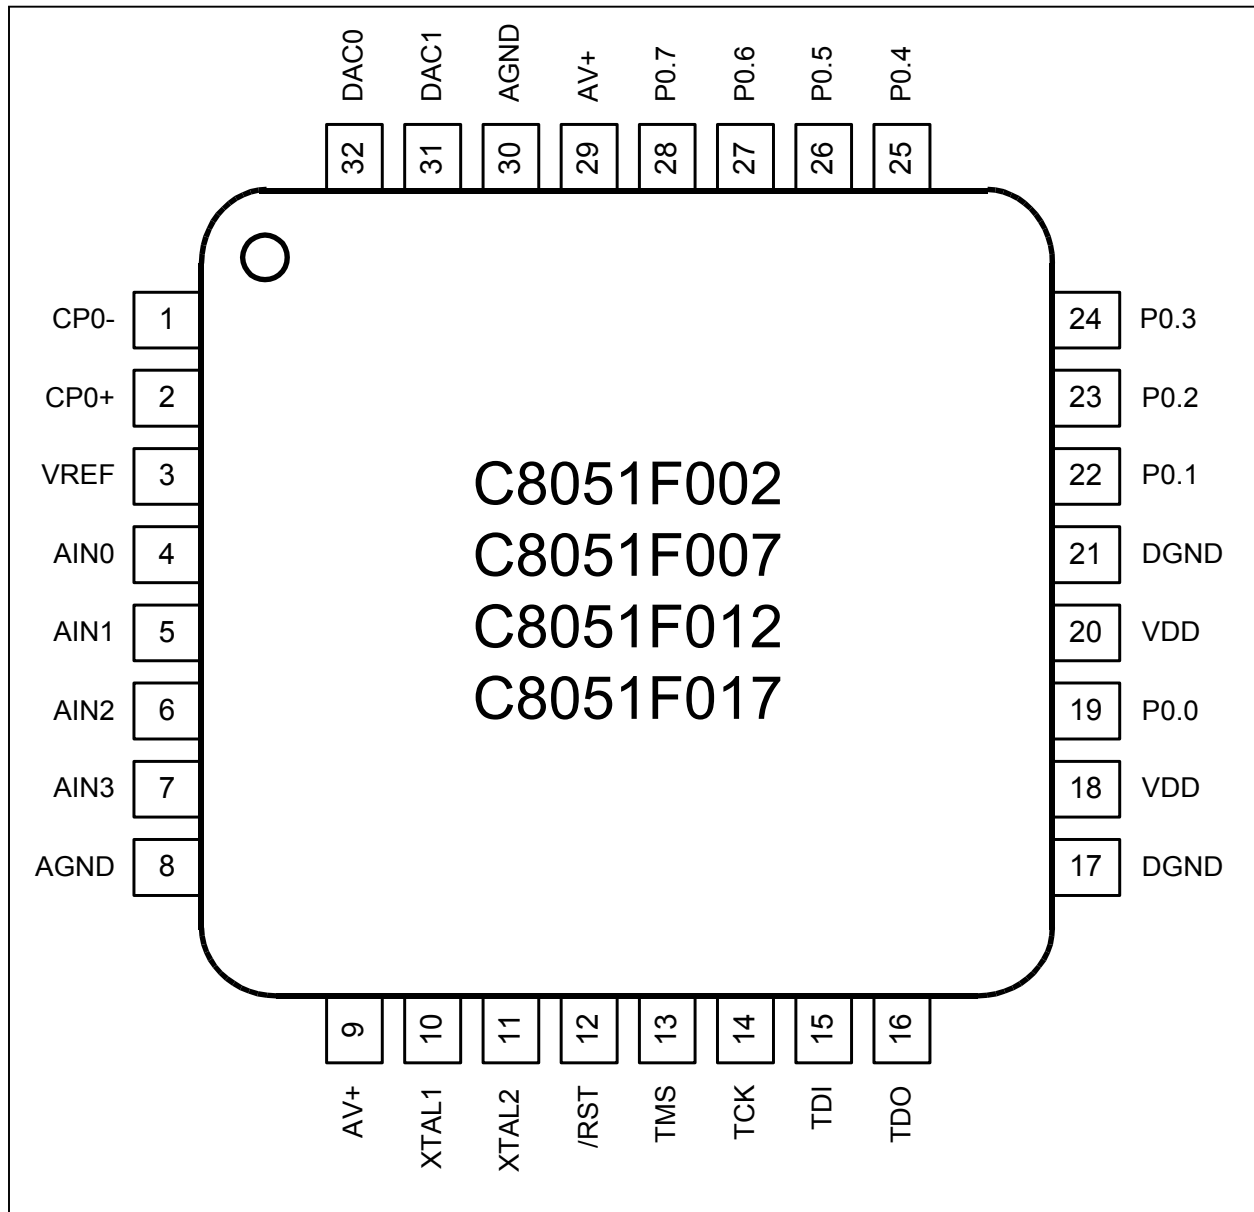 DAC0 DAC1 AGND AV+ P0.7 P0.6 P0.5 P0.4
32 31 30 29 28 27 26 25
CP0- 1
CP0+ 2
VREF 3
AIN0 4
AIN1 5
AIN2 6
AIN3 7
AGND 8
C8051F002
C8051F007
C8051F012
C8051F017
24 P0.3
23 P0.2
22 P0.1
21 DGND
20 VDD
19 P0.0
18 VDD
17 DGND
9 10 11 12 13 14 15 16
AV+ XTAL1 XTAL2 /RST TMS TCK TDI TDO